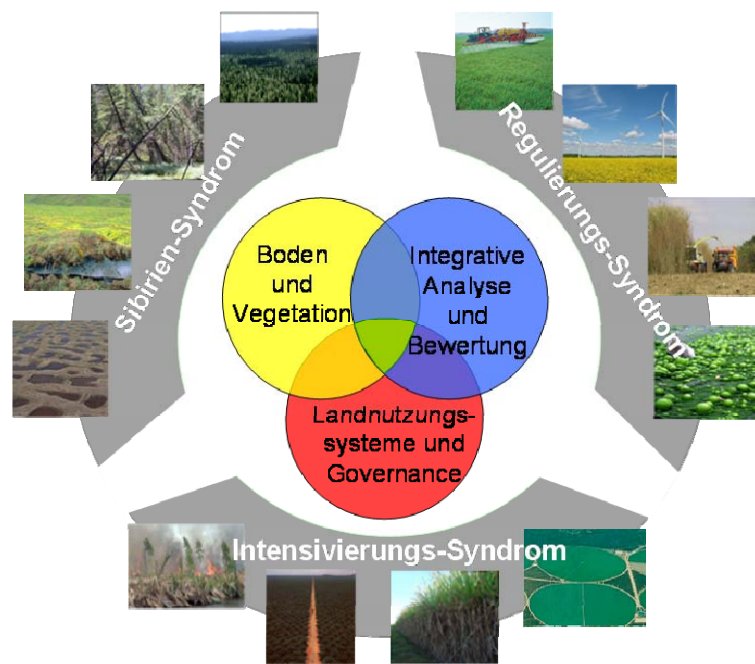 Sibirien-Syndrom
Regulierungs-Syndrom
Boden
und
Vegetation
Integrative
Analyse
und
Bewertung
Landnutzungs-
systeme und
Governance
Intensivierungs-Syndrom